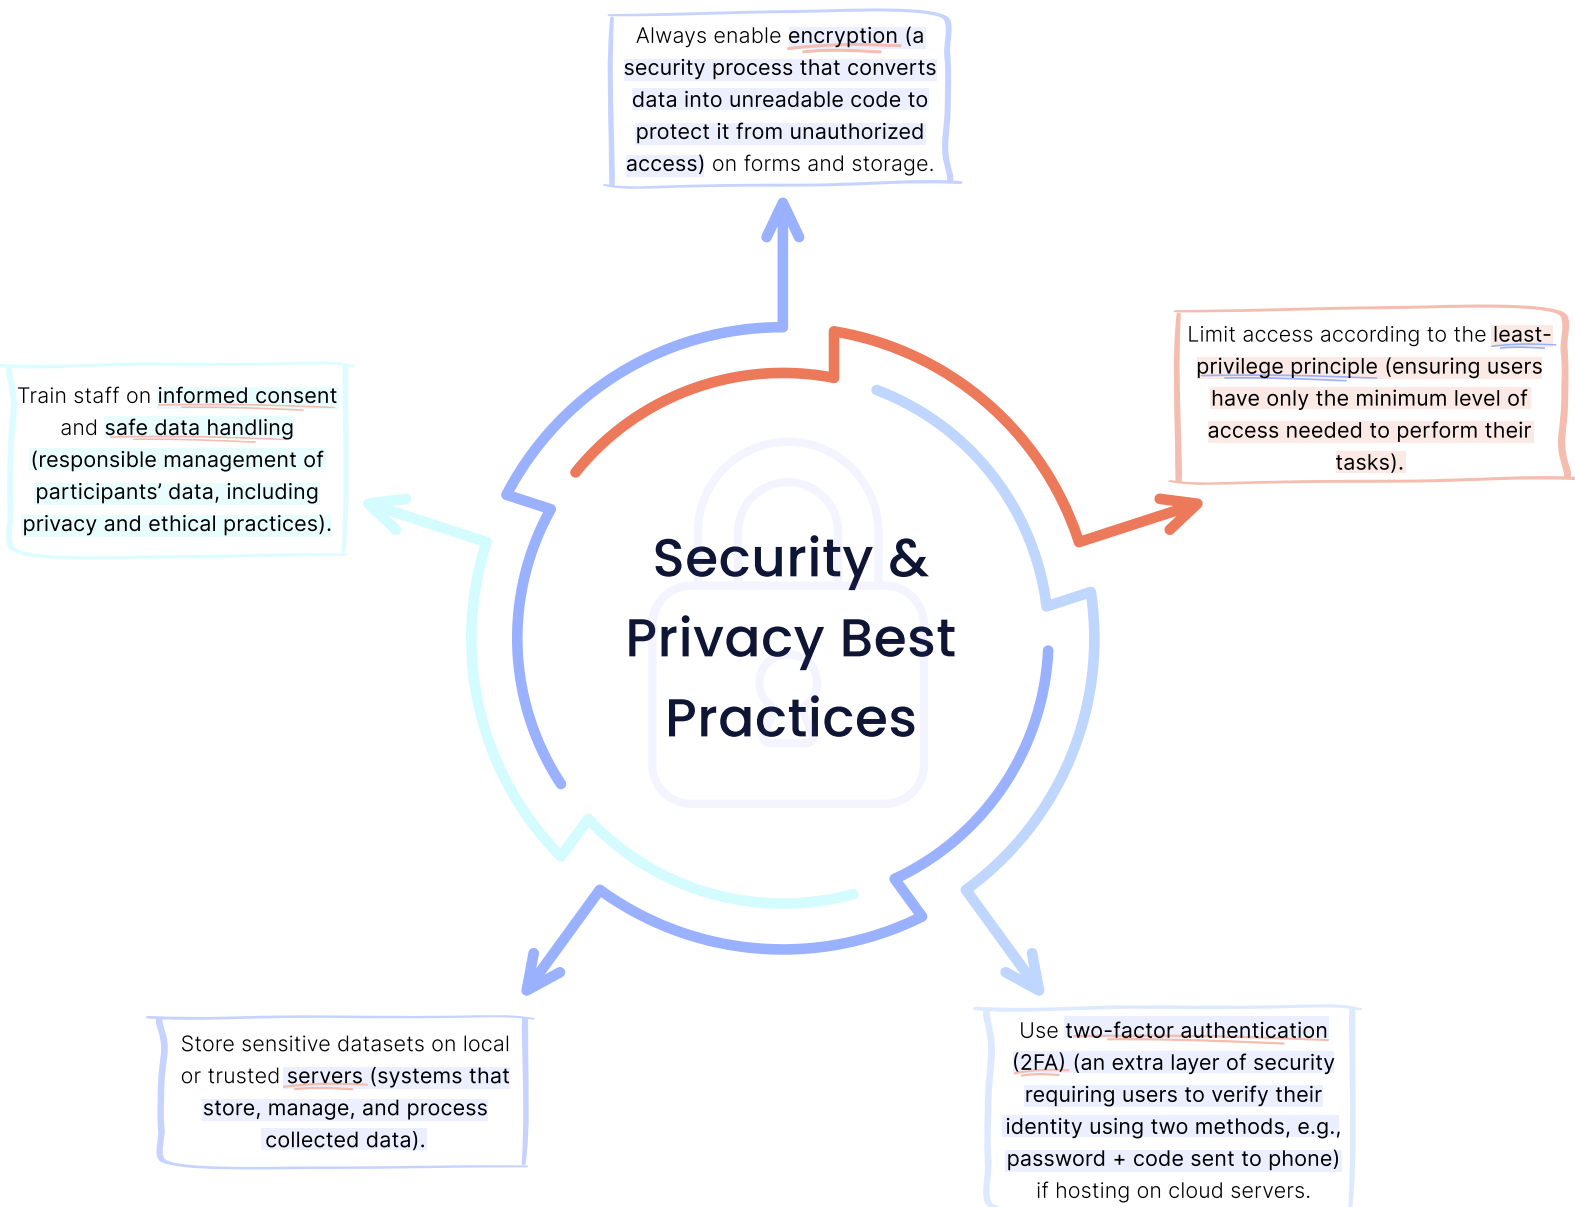 Always enable encryption (a
security process that converts
data into unreadable code to
protect it from unauthorized
access) on forms and storage.
Limit access according to the least-
privilege principle (ensuring users
have only the minimum level of
access needed to perform their
tasks).
Train staff on informed consent
and safe data handling
(responsible management of
participants’ data, including
privacy and ethical practices).
Security &
Privacy Best
Practices
Store sensitive datasets on local
or trusted servers (systems that
store, manage, and process
collected data).
Use two-factor authentication
(2FA) (an extra layer of security
requiring users to verify their
identity using two methods, e.g.,
password + code sent to phone)
if hosting on cloud servers.